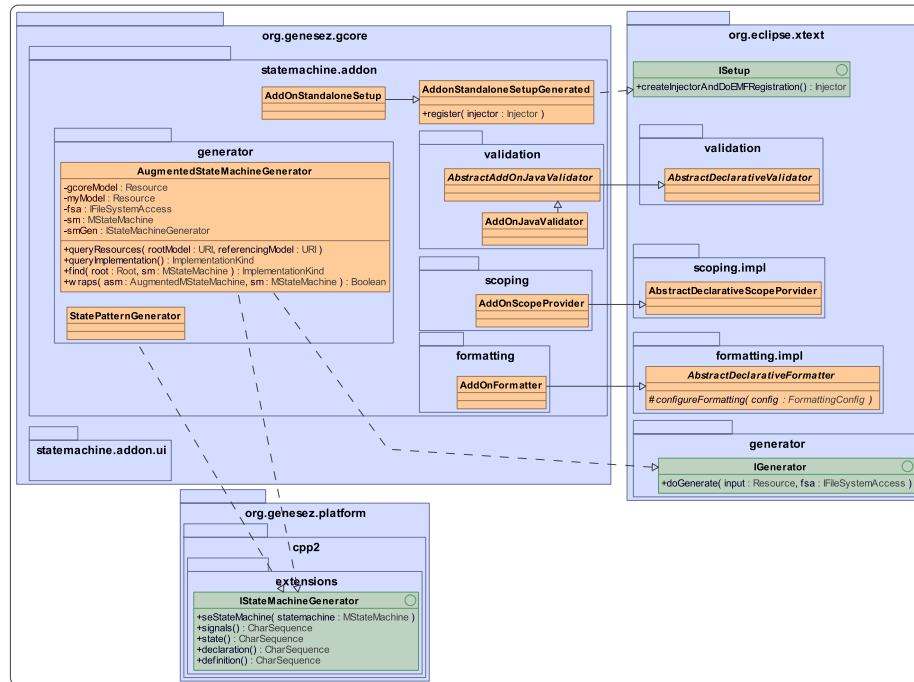 org.genesez.gcore
statemachine.addon
AddOnStandaloneSetup
AddonStandaloneSetupGenerated
+register( injector : Injector )
generator
AugmentedStateMachineGenerator
-gcoreModel : Resource
-myModel : Resource
-fsa : IFileSystemAccess
-sm : MStateMachine
-smGen : IStateMachineGenerator
+queryResources( rootModel : URI, referencingModel : URI )
+queryImplementation() : ImplementationKind
+find( root : Root, sm : MStateMachine ) : ImplementationKind
+wraps( asm : AugmentedMStateMachine, sm : MStateMachine ) : Boolean
StatePatternGenerator
validation
AbstractAddOnJavaValidator
AddOnJavaValidator
scoping
AddOnScopeProvider
formatting
AddOnFormatter
statemachine.addon.ui
org.eclipse.xtext
ISetup
+createInjectorAndDoEMFRegistration() : Injector
validation
AbstractDeclarativeValidator
scoping.impl
AbstractDeclarativeScopePorvider
formatting.impl
AbstractDeclarativeFormatter
#configureFormatting( config : FormattingConfig )
generator
IGenerator
+doGenerate( input : Resource, fsa : IFileSystemAccess )
org.genesez.platform
cpp2
extensions
IStateMachineGenerator
+seStateMachine( statemachine : MStateMachine )
+signals() : CharSequence
+state() : CharSequence
+declaration() : CharSequence
+definition() : CharSequence